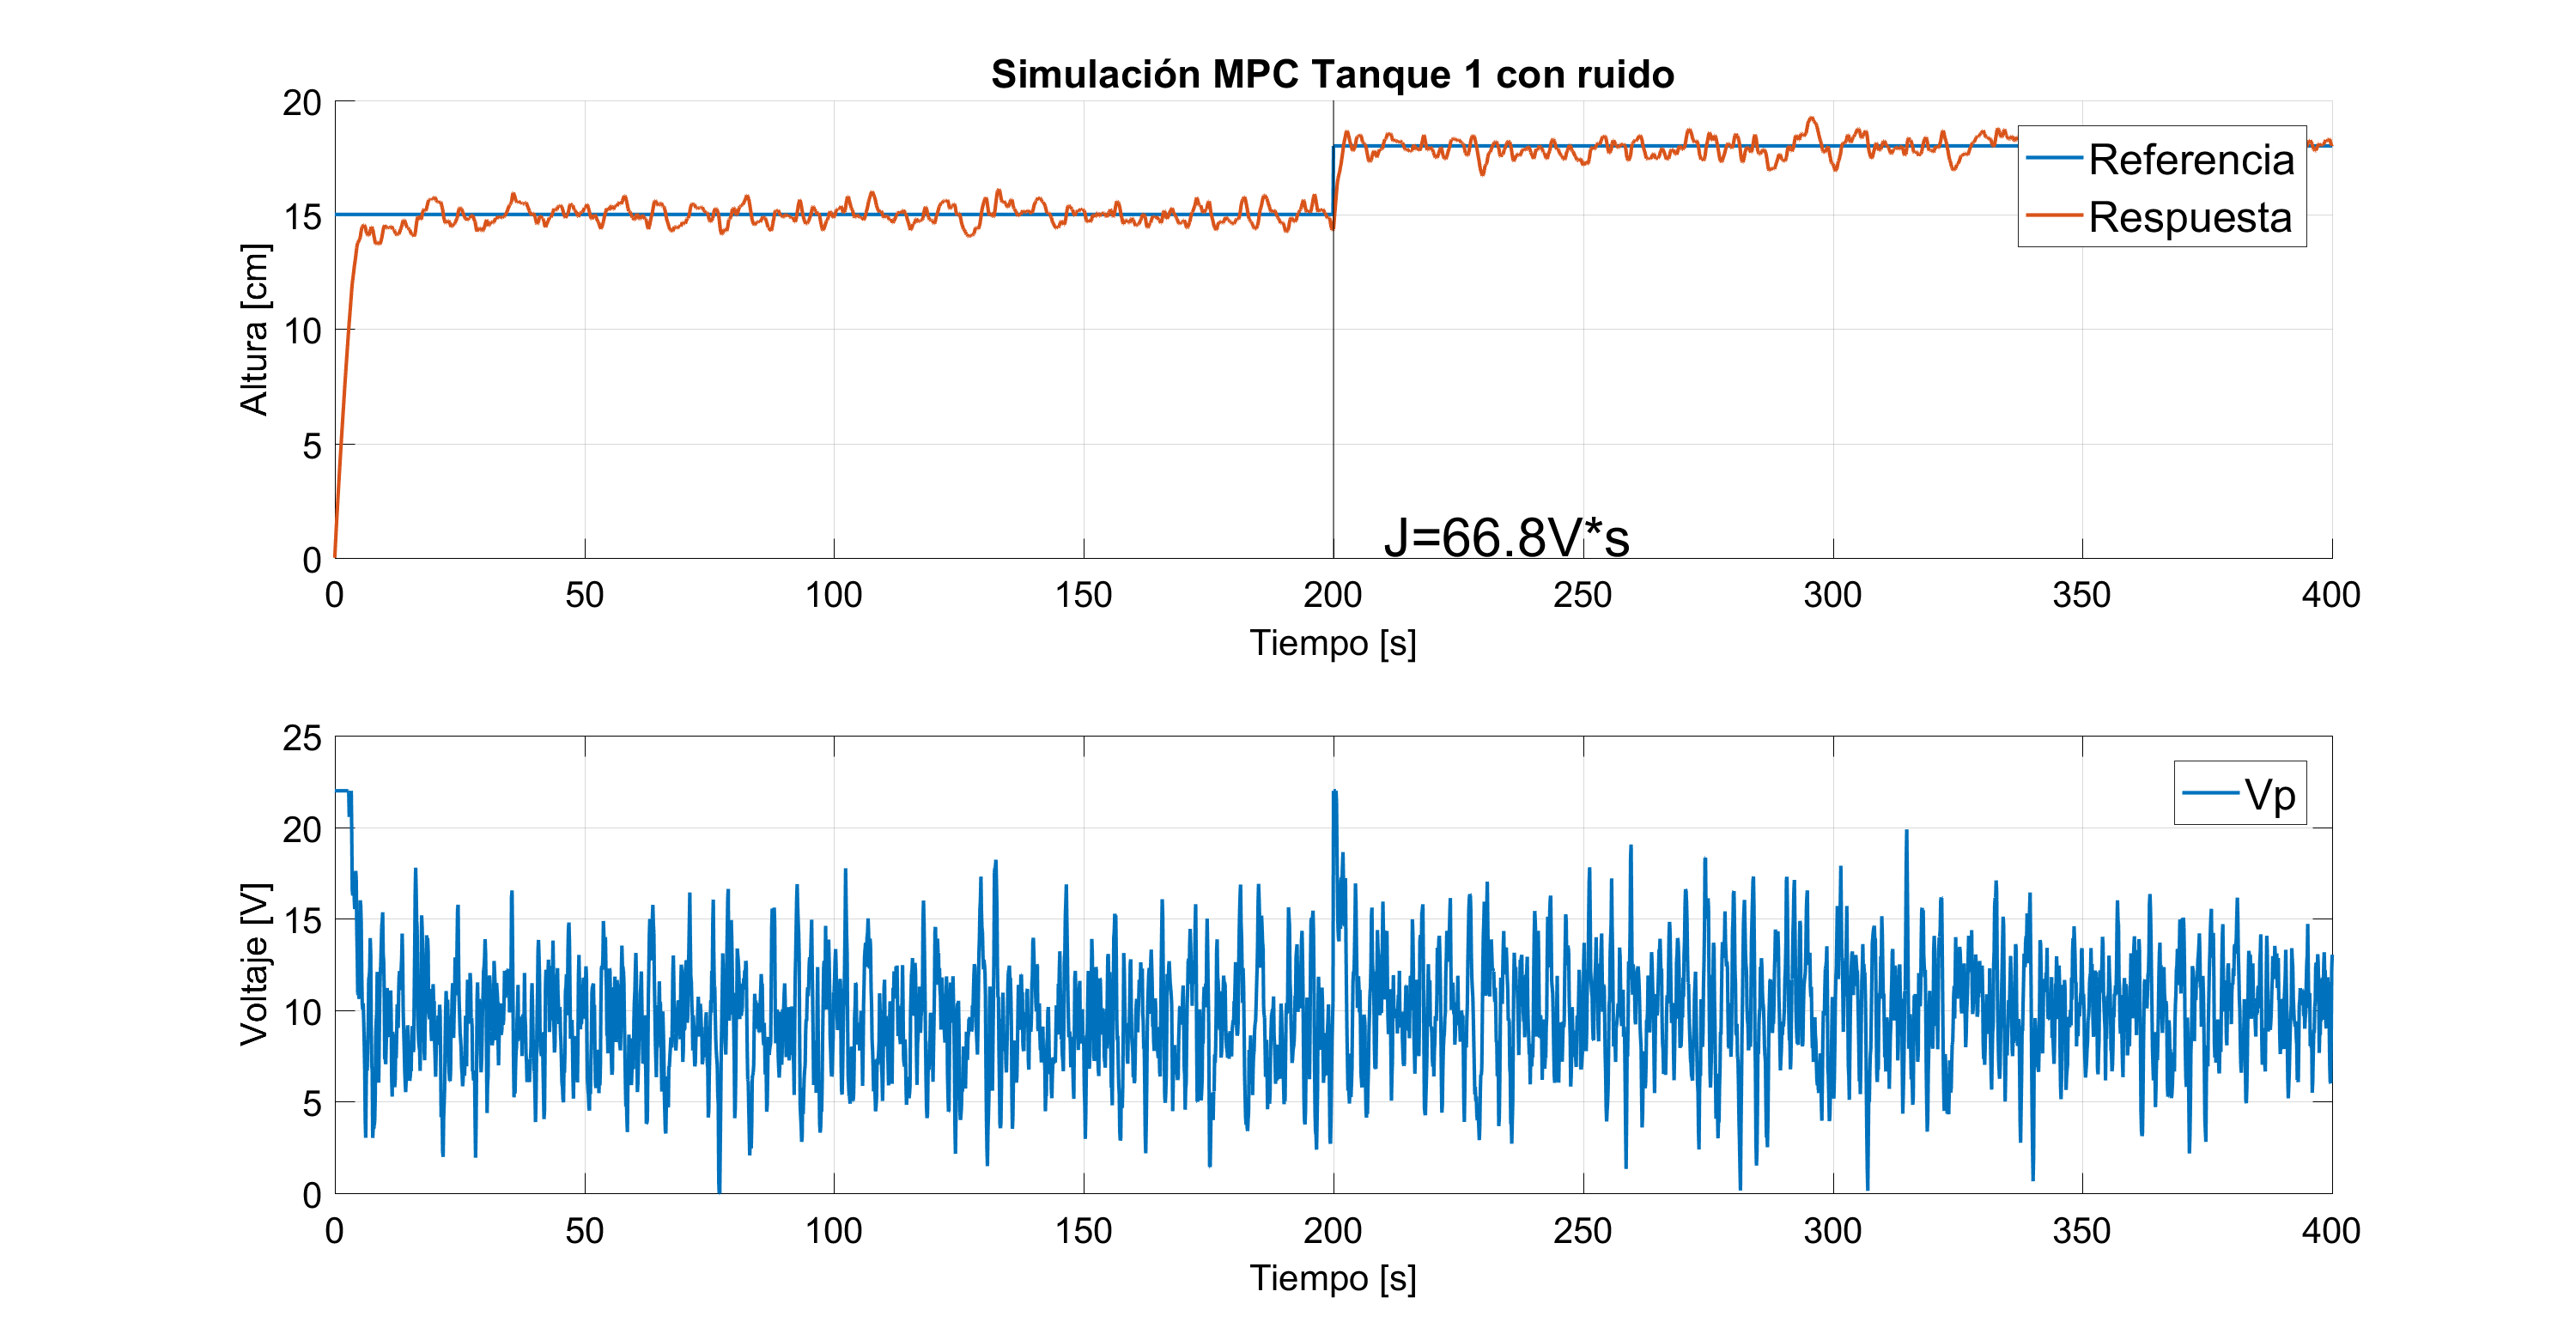 Simulación MPC Tanque 1 con ruido
20
15
10
5
0
Altura [cm]
Referencia
Respuesta
J=66.8V*s
0 50 100 150 200 250 300 350 400
Tiempo [s]
25
20
15
10
5
0
Voltaje [V]
Vp
0 50 100 150 200 250 300 350 400
Tiempo [s]